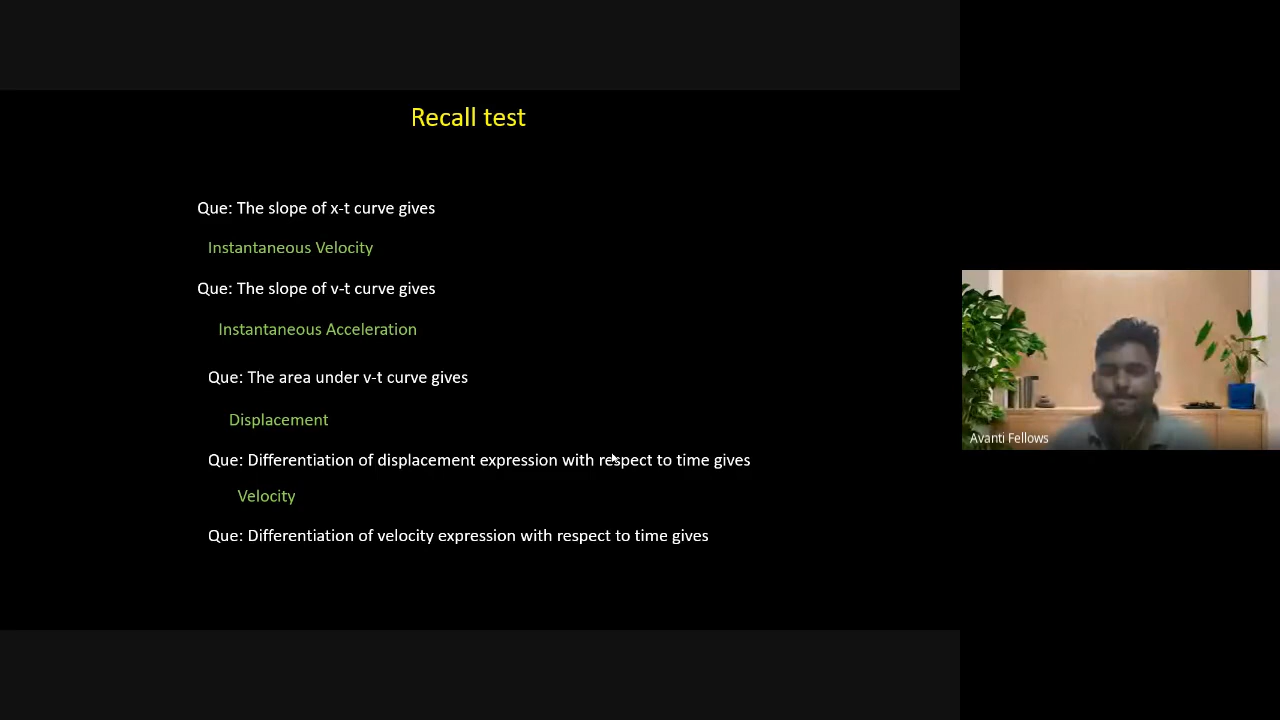 Recall test
Que: The slope of x-t curve gives
Instantaneous Velocity
Que: The slope of v-t curve gives
Instantaneous Acceleration
Que: The area under v-t curve gives
Displacement
Que: Differentiation of displacement expression with respect to time gives
Velocity
Que: Differentiation of velocity expression with respect to time gives
Avanti Fellows